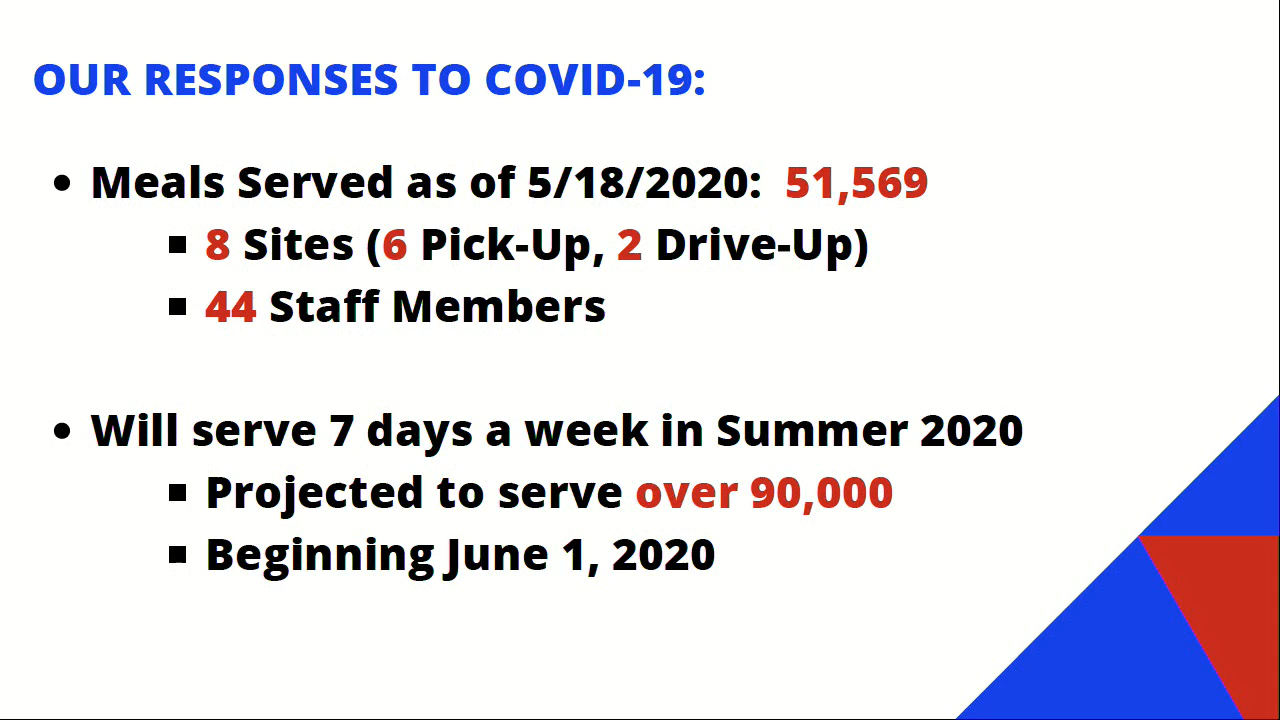 OUR RESPONSES TO COVID-19:
• Meals Served as of 5/18/2020: 51,569
▪ 8 Sites (6 Pick-Up, 2 Drive-Up)
▪ 44 Staff Members
• Will serve 7 days a week in Summer 2020
▪ Projected to serve over 90,000
▪ Beginning June 1, 2020